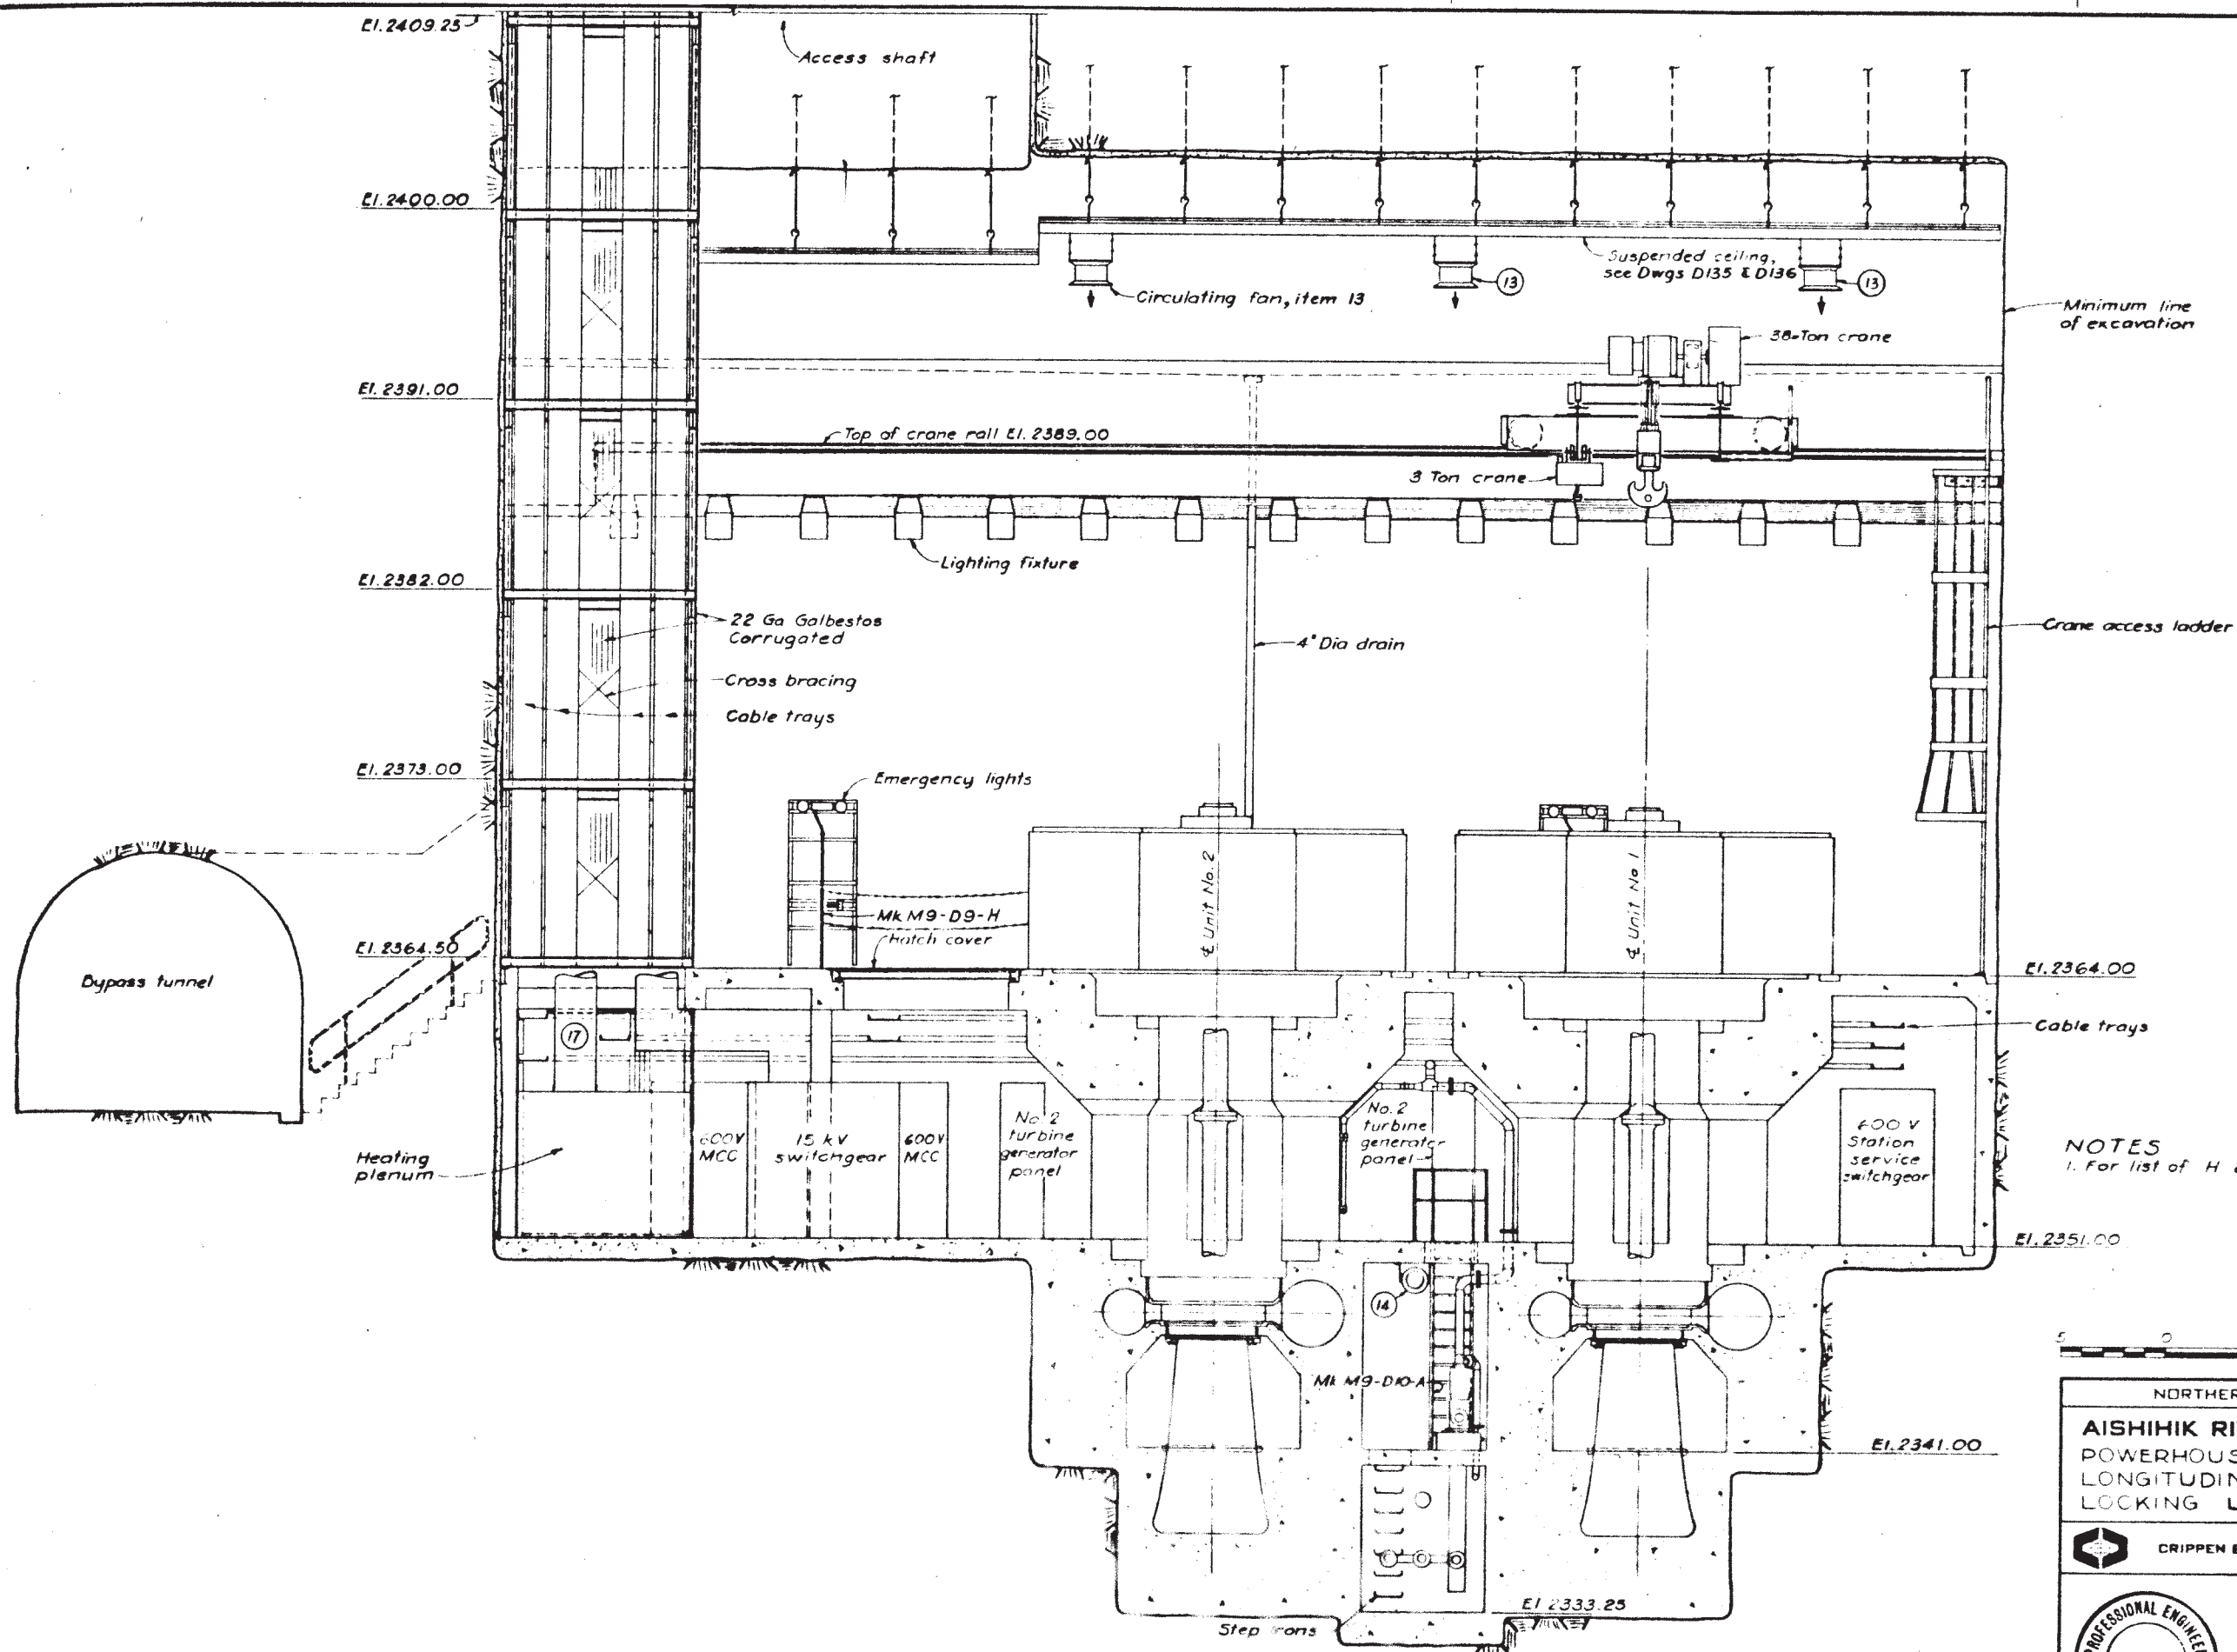 El. 2409.25
Access shaft
El. 2400.00
Suspended ceiling,
see Dwgs D135 & D136
Circulating fan, item 13
13
13
Minimum line
of excavation
38-Ton crane
El. 2391.00
Top of crane rail El. 2389.00
3 Ton crane
Lighting fixture
El. 2382.00
22 Ga Galbestos
Corrugated
4" Dia drain
Crane access ladder
Cross bracing
Cable trays
El. 2373.00
Emergency lights
℄ Unit No. 2
℄ Unit No 1
Mk M9-D9-H
Hatch cover
El. 2364.50
El. 2364.00
Bypass tunnel
17
Cable trays
Heating
plenum
600V
MCC
15 kV
switchgear
600V
MCC
No. 2
turbine
generator
panel
No. 2
turbine
generator
panel
600 V
Station
service
switchgear
NOTES
1. For list of H
El. 2351.00
14
5 0
Mk M9-D10-A
El. 2341.00
NORTHER
AISHIHIK RI
POWERHOUS
LONGITUDIN
LOCKING
CRIPPEN
El 2333.25
Step irons
PROFESSIONAL ENGINEE